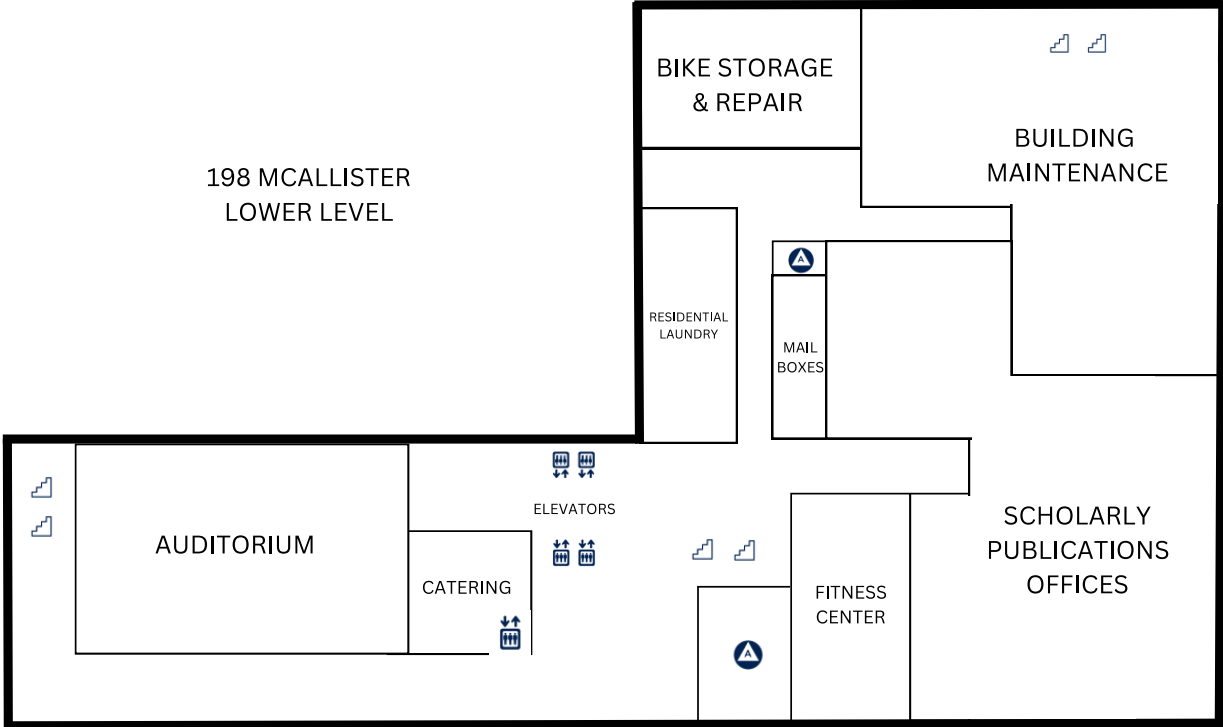 BIKE STORAGE
& REPAIR
BUILDING
MAINTENANCE
198 MCALLISTER
LOWER LEVEL
RESIDENTIAL
LAUNDRY
A
MAIL
BOXES
ELEVATORS
AUDITORIUM
CATERING
FITNESS
CENTER
SCHOLARLY
PUBLICATIONS
OFFICES
A